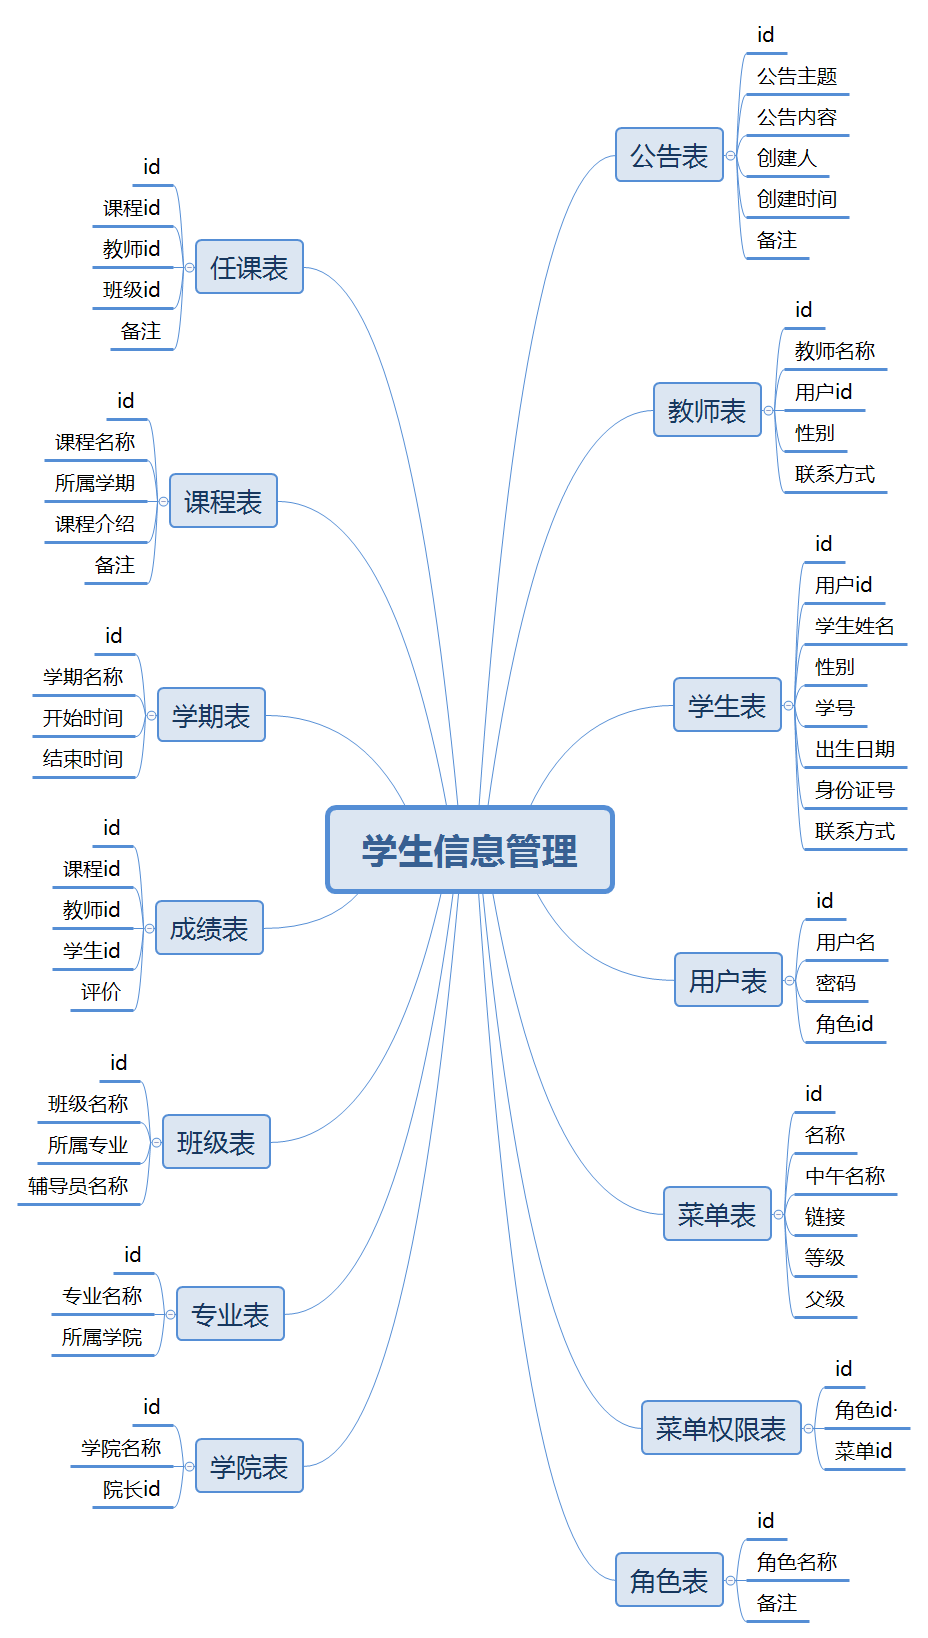 学生信息管理
公告表
id
公告主题
公告内容
创建人
创建时间
备注
教师表
id
教师名称
用户id
性别
联系方式
学生表
id
用户id
学生姓名
性别
学号
出生日期
身份证号
联系方式
用户表
id
用户名
密码
角色id
菜单表
id
名称
中午名称
链接
等级
父级
菜单权限表
id
角色id·
菜单id
角色表
id
角色名称
备注
任课表
id
课程id
教师id
班级id
备注
课程表
id
课程名称
所属学期
课程介绍
备注
学期表
id
学期名称
开始时间
结束时间
成绩表
id
课程id
教师id
学生id
评价
班级表
id
班级名称
所属专业
辅导员名称
专业表
id
专业名称
所属学院
学院表
id
学院名称
院长id